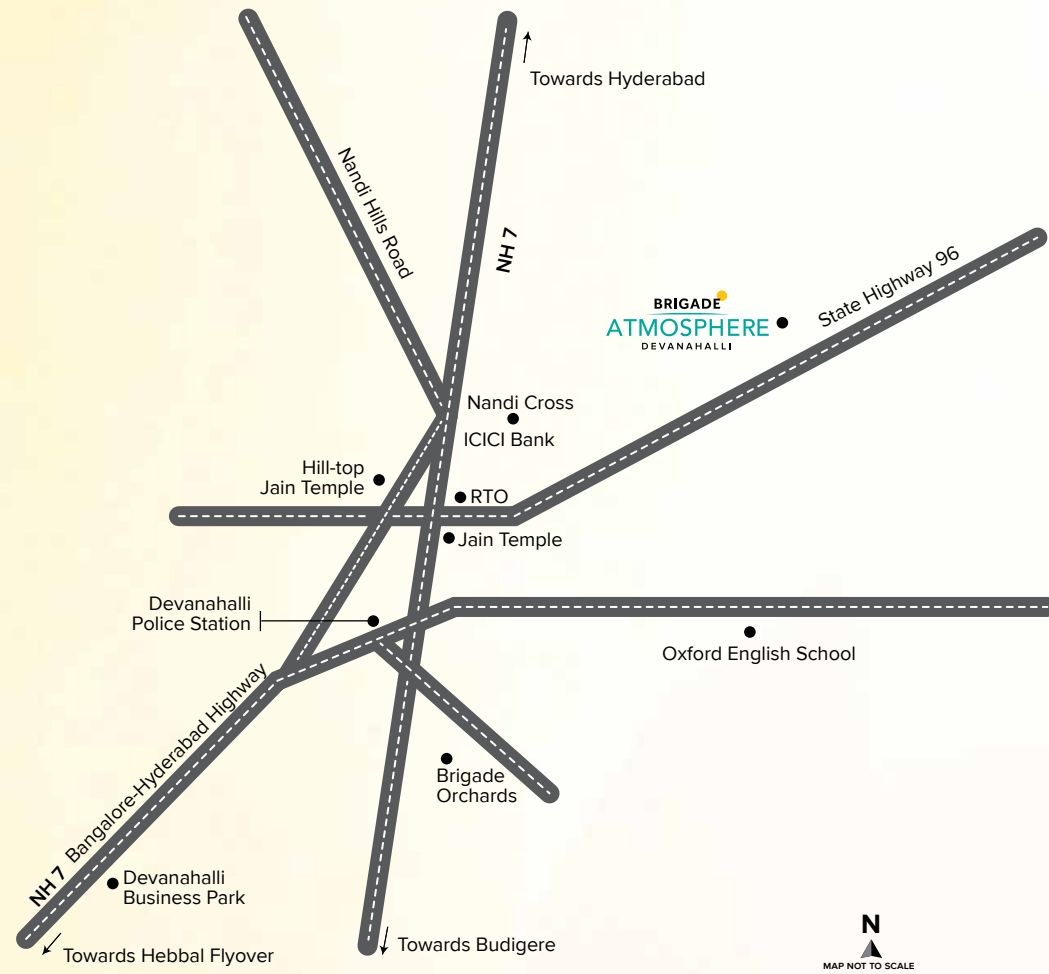 Towards Hyderabad
Nandi Hills Road
NH 7
State Highway 96
BRIGADE
ATMOSPHERE
DEVANAHALLI
Nandi Cross
ICICI Bank
Hill-top
Jain Temple
RTO
Jain Temple
Devanahalli
Police Station
Oxford English School
NH 7 Bangalore-Hyderabad Highway
Brigade
Orchards
Devanahalli
Business Park
Towards Hebbal Flyover
Towards Budigere
N
MAP NOT TO SCALE